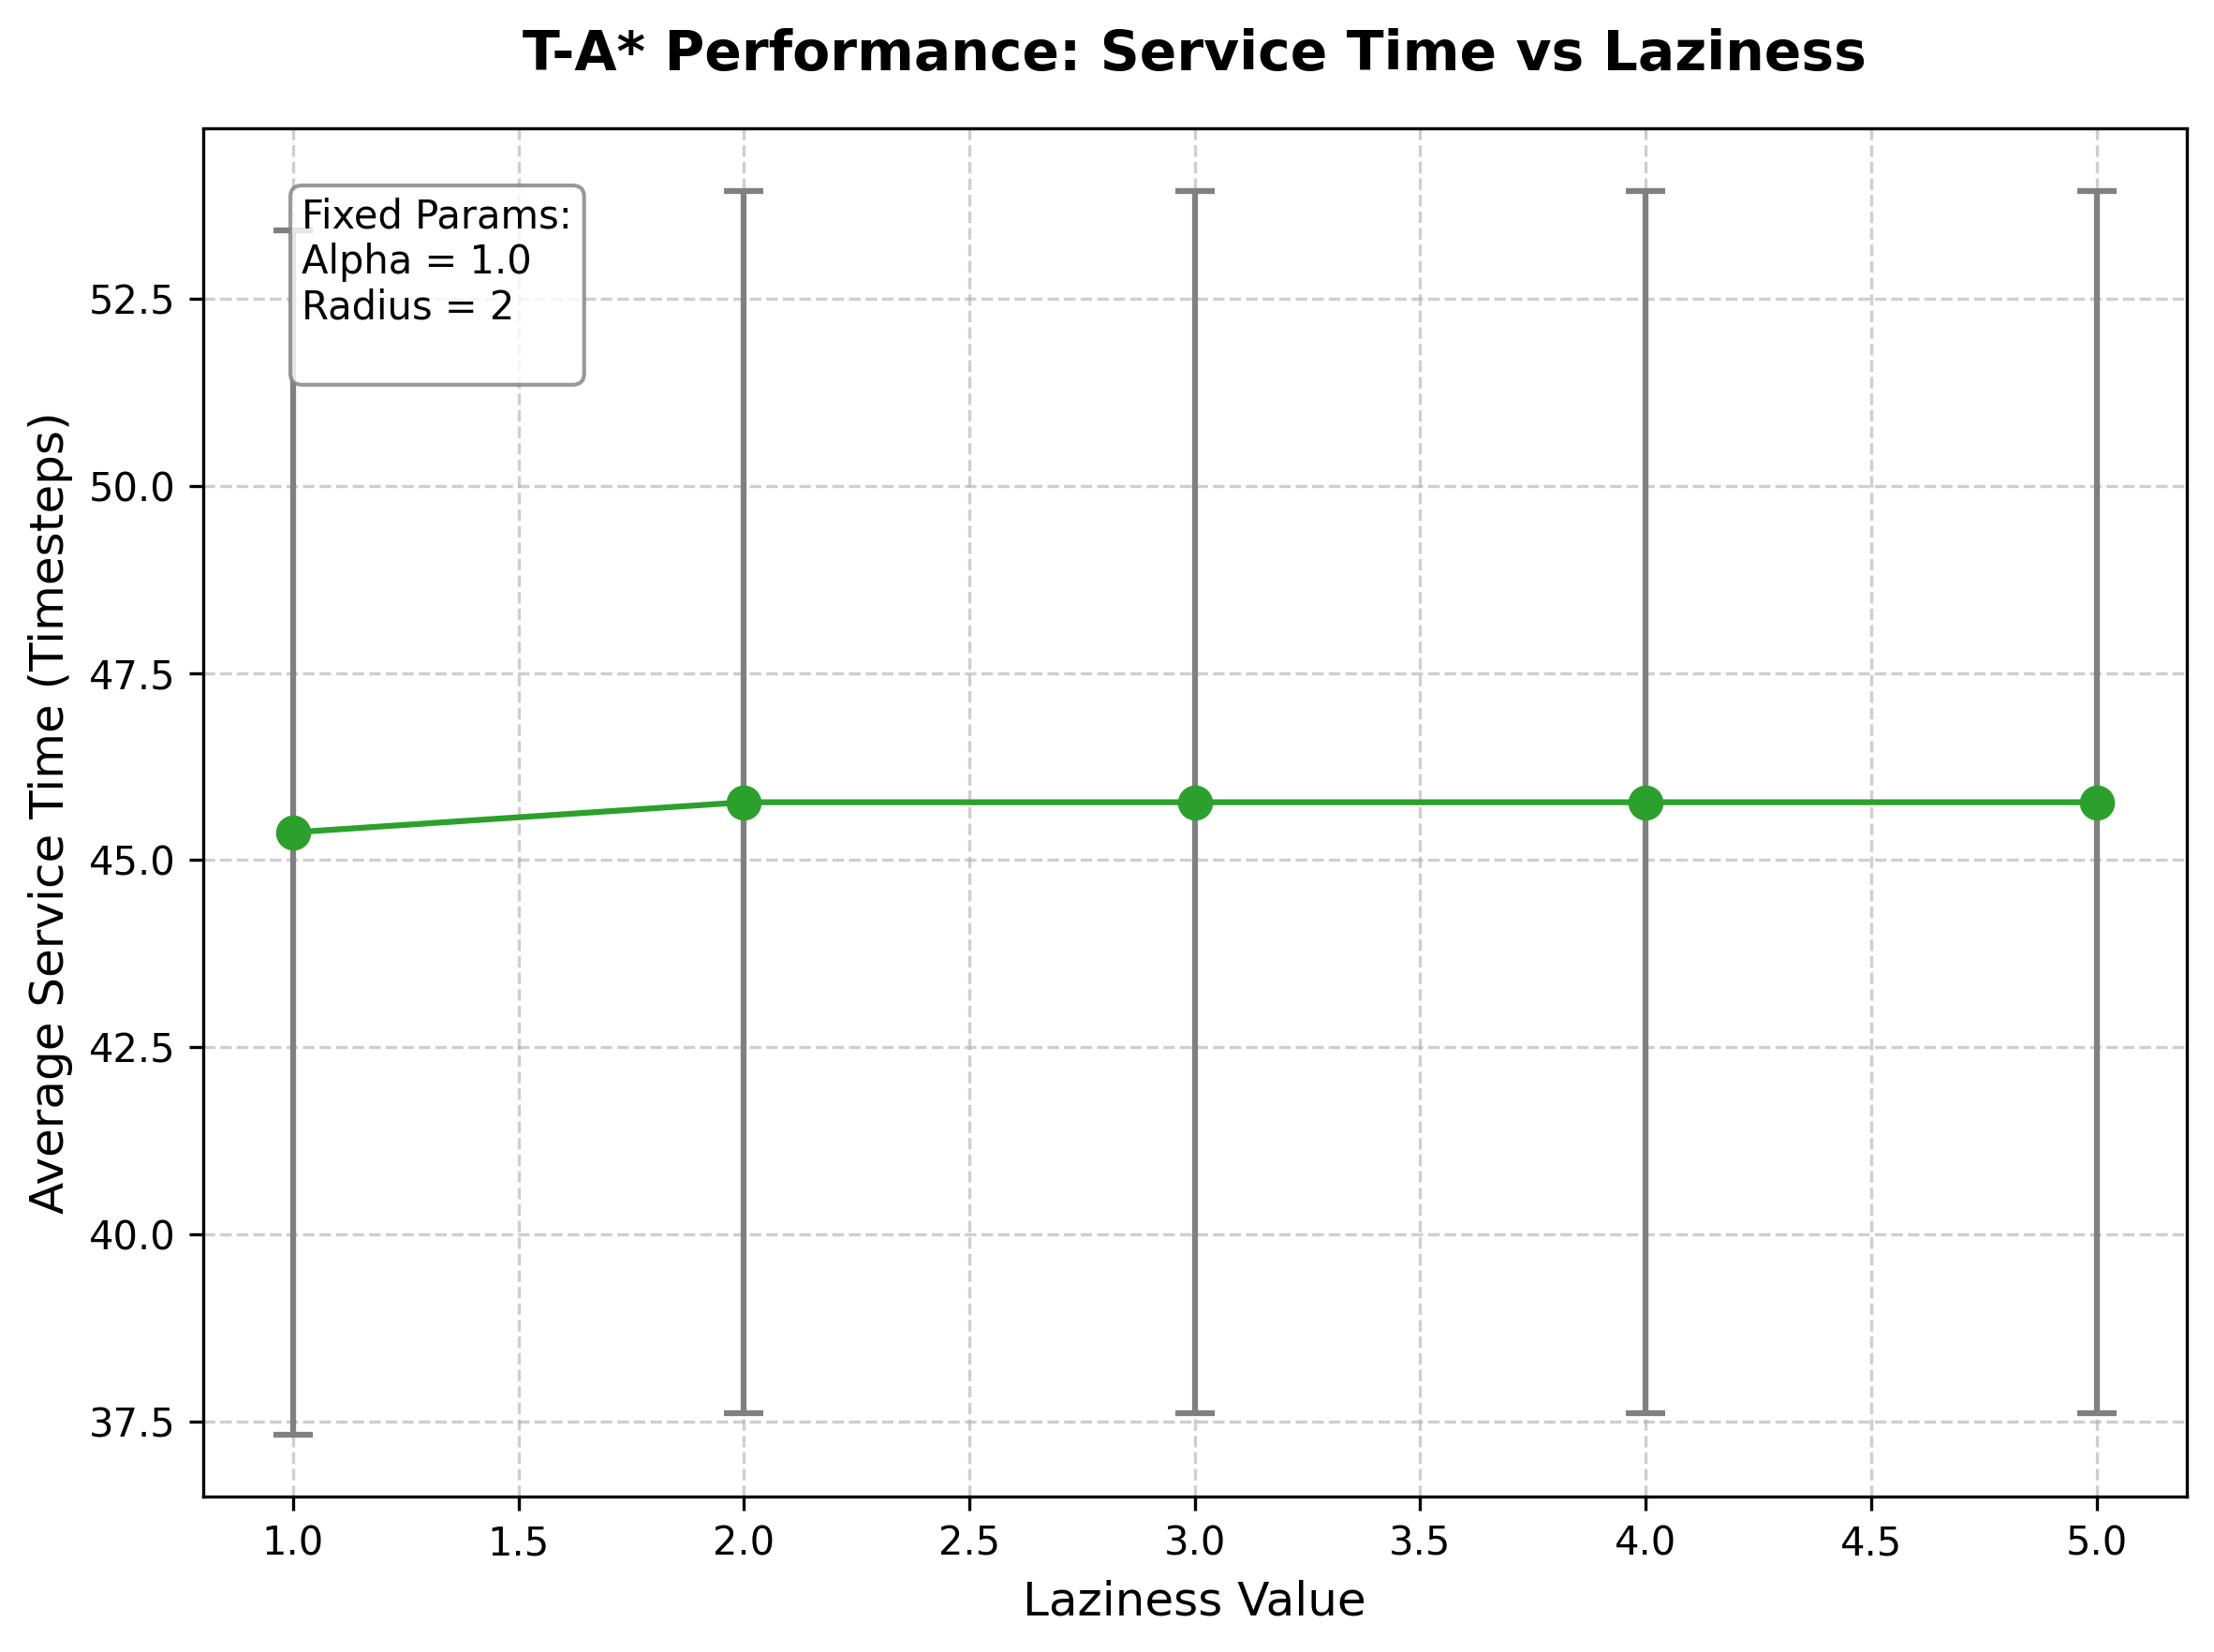 T-A* Performance: Service Time vs Laziness
Fixed Params:
Alpha = 1.0
Radius = 2
Average Service Time (Timesteps)
52.5
50.0
47.5
45.0
42.5
40.0
37.5
1.0 1.5 2.0 2.5 3.0 3.5 4.0 4.5 5.0
Laziness Value